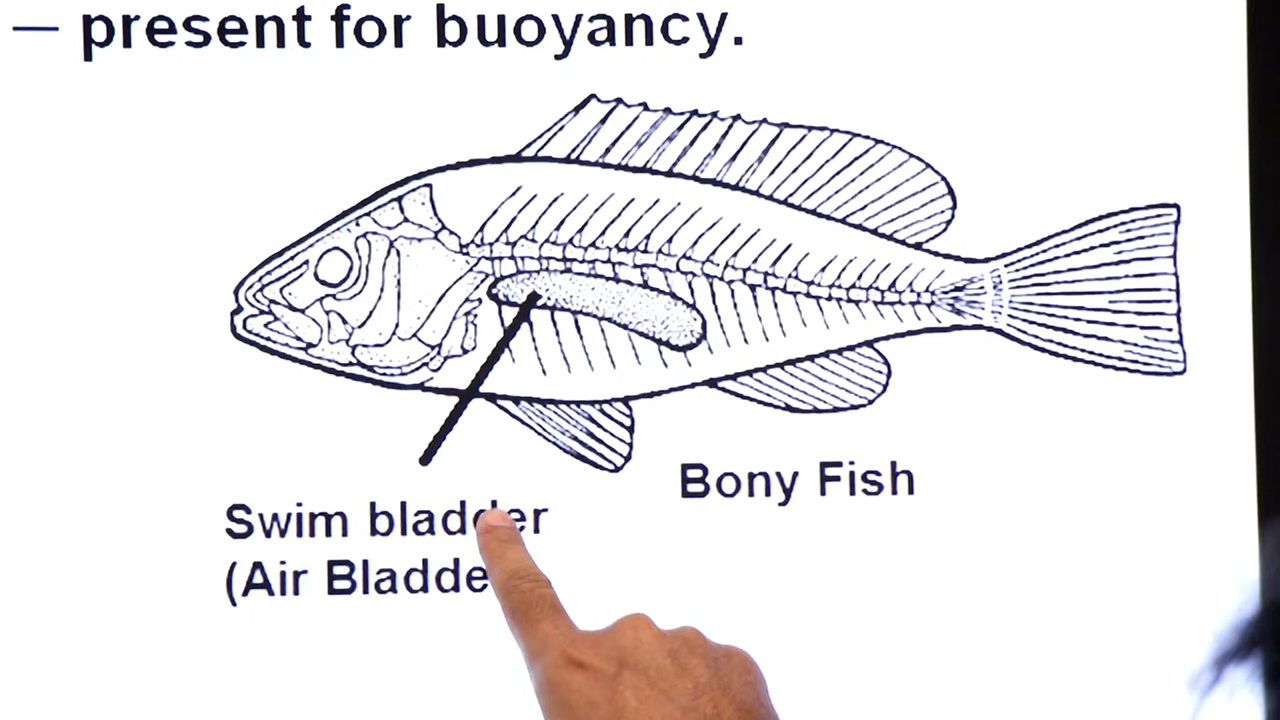 — present for buoyancy.
Bony Fish
Swim bladder
(Air Bladde